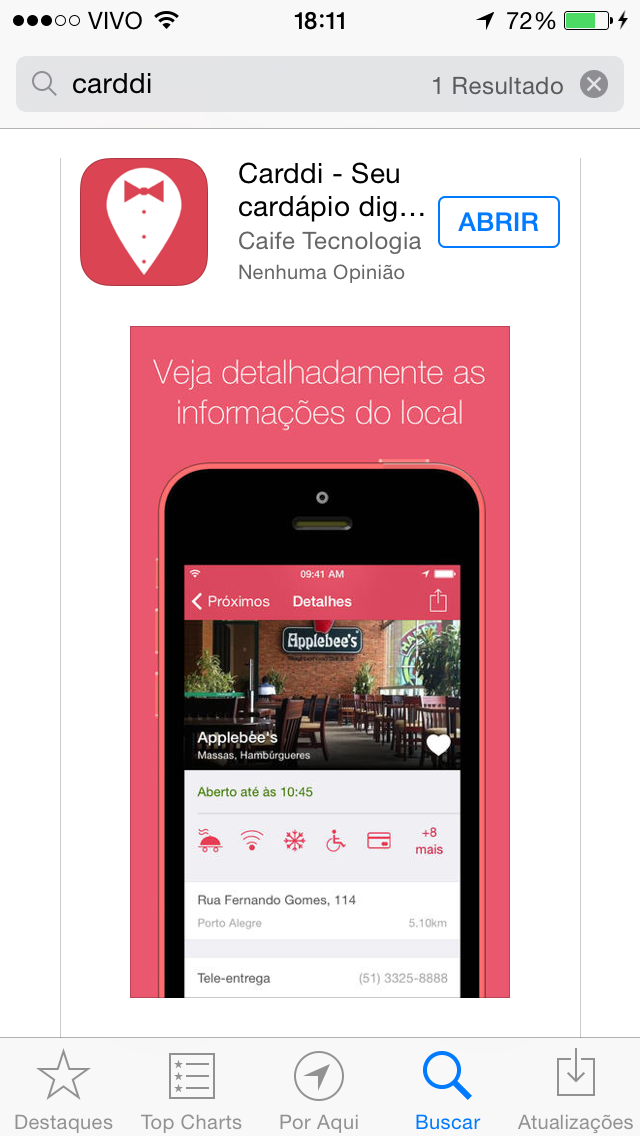 VIVO 18:11 72%
carddi 1 Resultado
Carddi - Seu
cardápio dig...
ABRIR
Caife Tecnologia
Nenhuma Opinião
Veja detalhadamente as
informações do local
09:41 AM
Próximos Detalhes
Applebee's
Applebee's
Massas, Hambúrgueres
Aberto até às 10:45
+8
mais
Rua Fernando Gomes, 114
Porto Alegre 5.10km
Tele-entrega (51) 3325-8888
Destaques Top Charts Por Aqui Buscar Atualizações